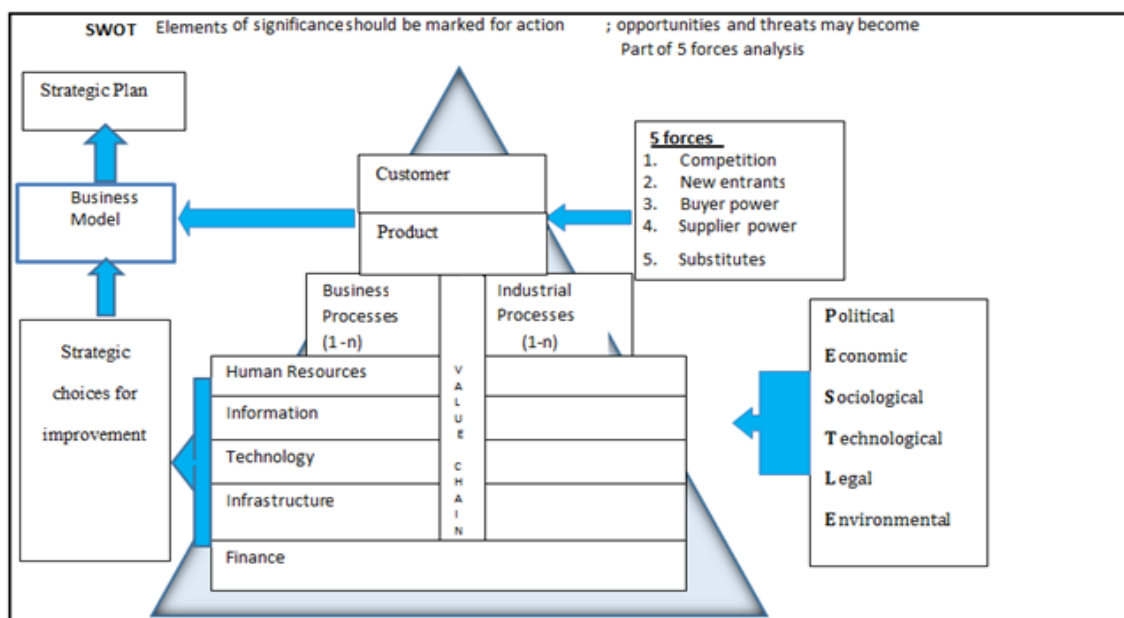 SWOT Elements of significance should be marked for action ; opportunities and threats may become
Part of 5 forces analysis
Strategic Plan
Business
Model
Strategic
choices for
improvement
Customer
Product
Business
Processes
(1-n)
Industrial
Processes
(1-n)
Human Resources
Information
Technology
Infrastructure
Finance
VALUE CHAIN
5 forces
1. Competition
2. New entrants
3. Buyer power
4. Supplier power
5. Substitutes
Political
Economic
Sociological
Technological
Legal
Environmental